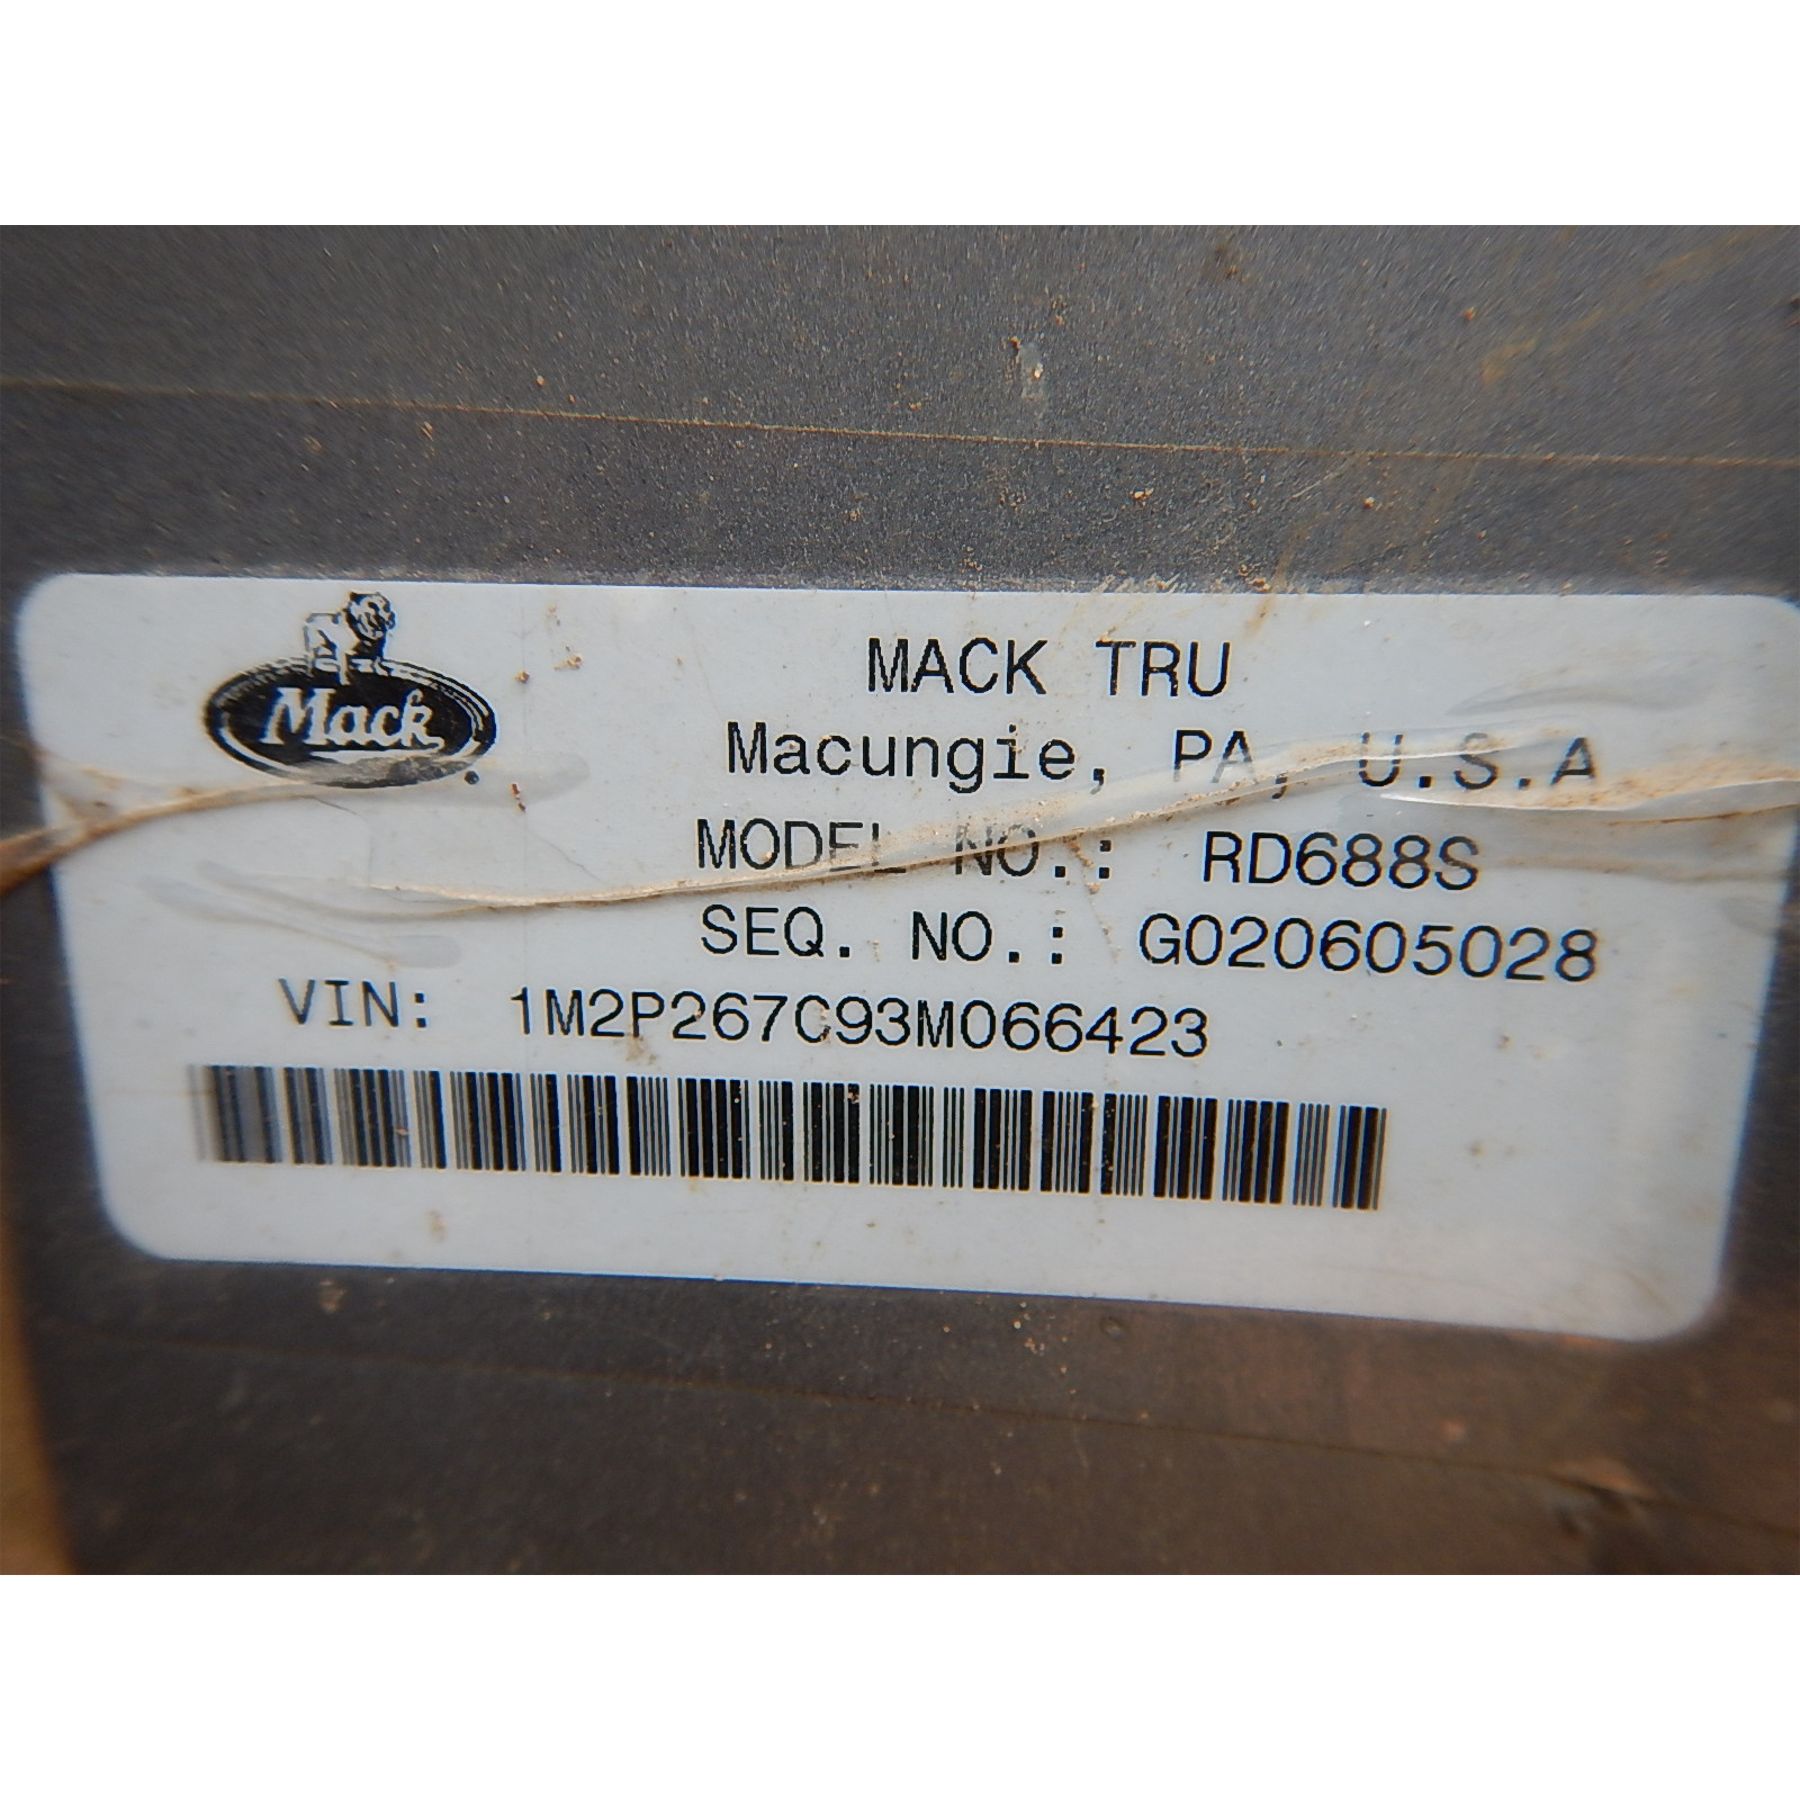 Mack
MACK TRU
Macungie, PA, U.S.A
MODEL NO.: RD688S
SEQ. NO.: G020605028
VIN: 1M2P267C93M066423